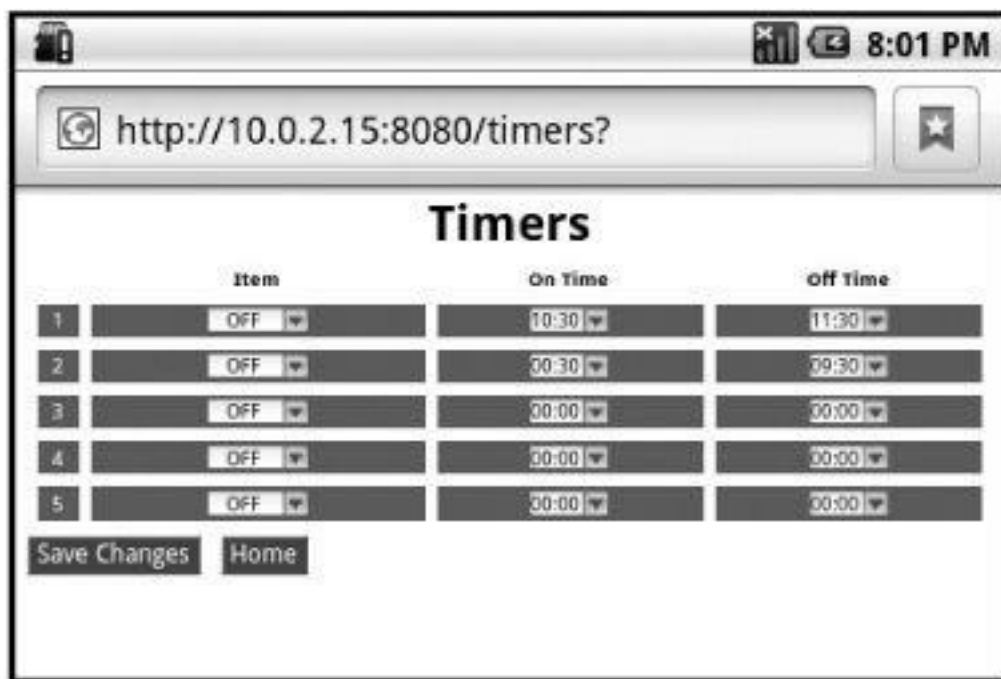 8:01 PM
http://10.0.2.15:8080/timers?
Timers
Item On Time Off Time
1 OFF 10:30 11:30
2 OFF 00:30 09:30
3 OFF 00:00 00:00
4 OFF 00:00 00:00
5 OFF 00:00 00:00
Save Changes Home